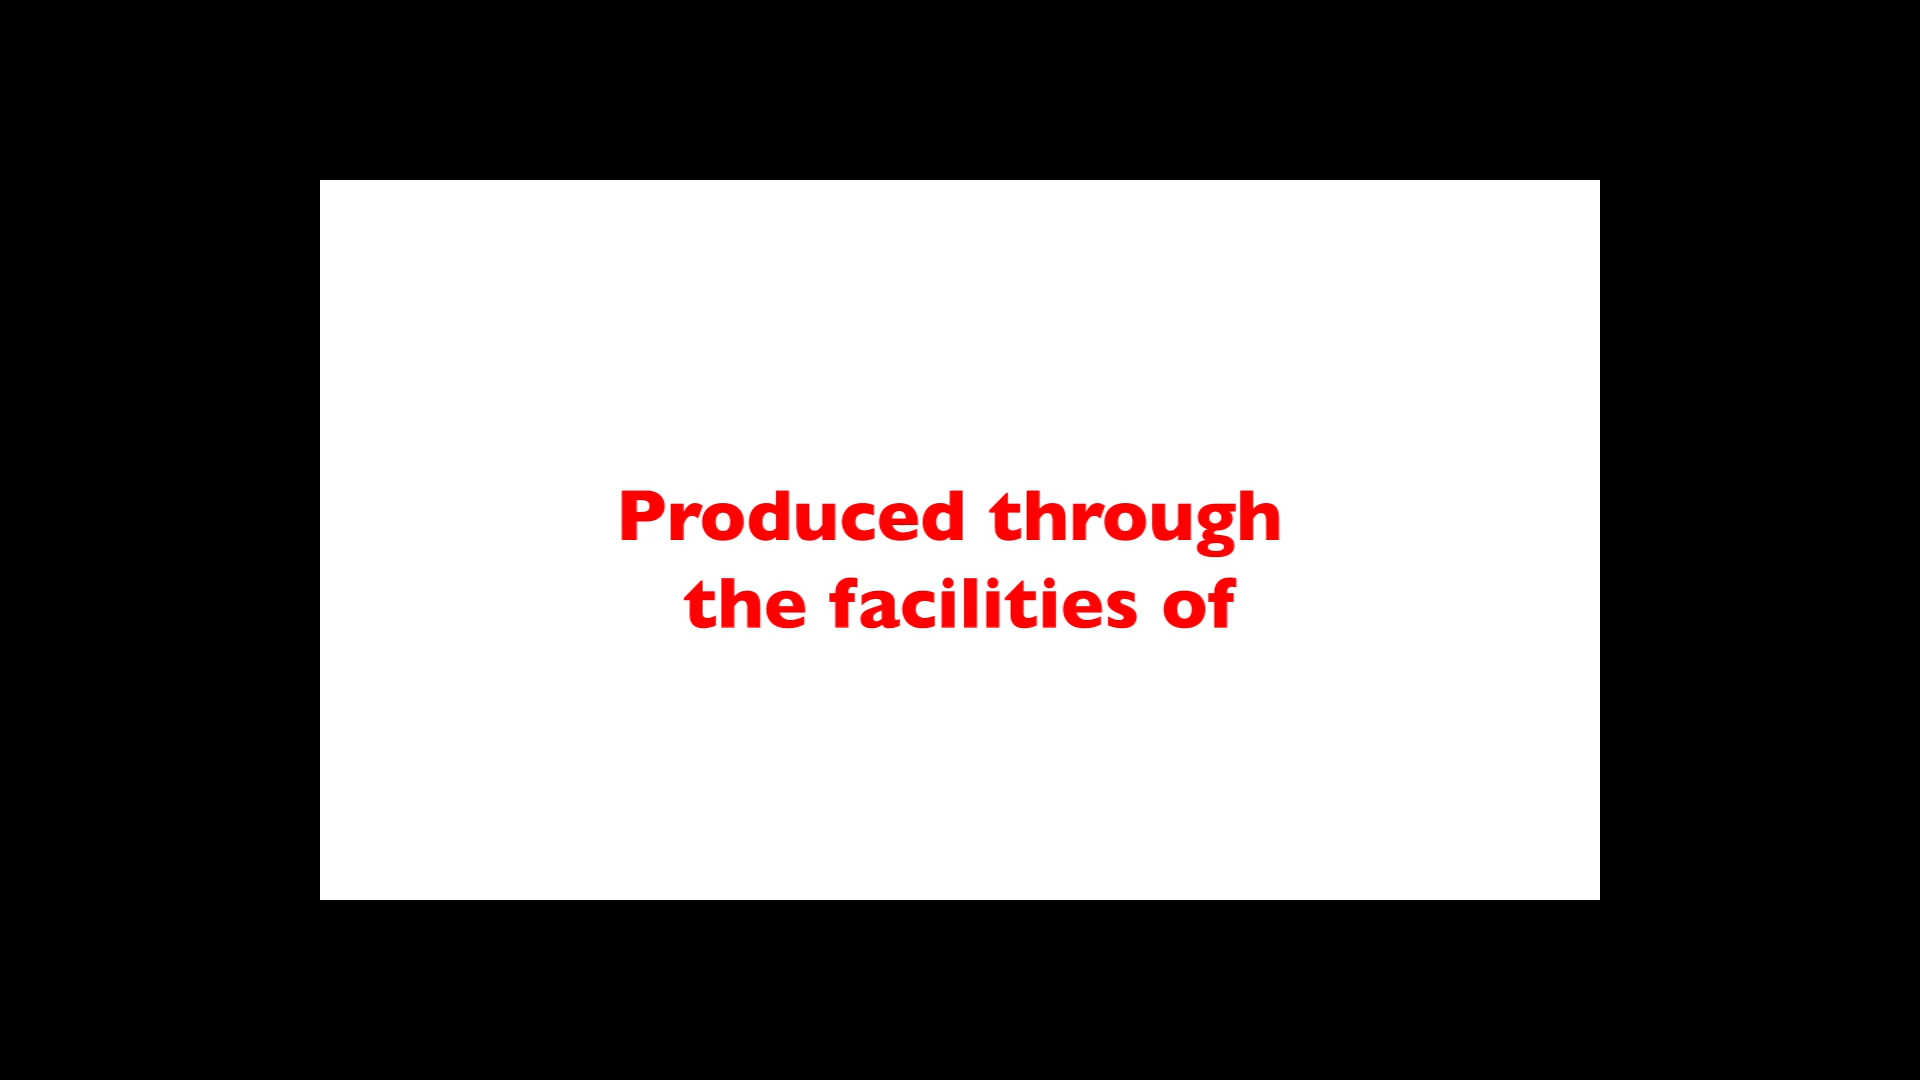 Produced through
the facilities of